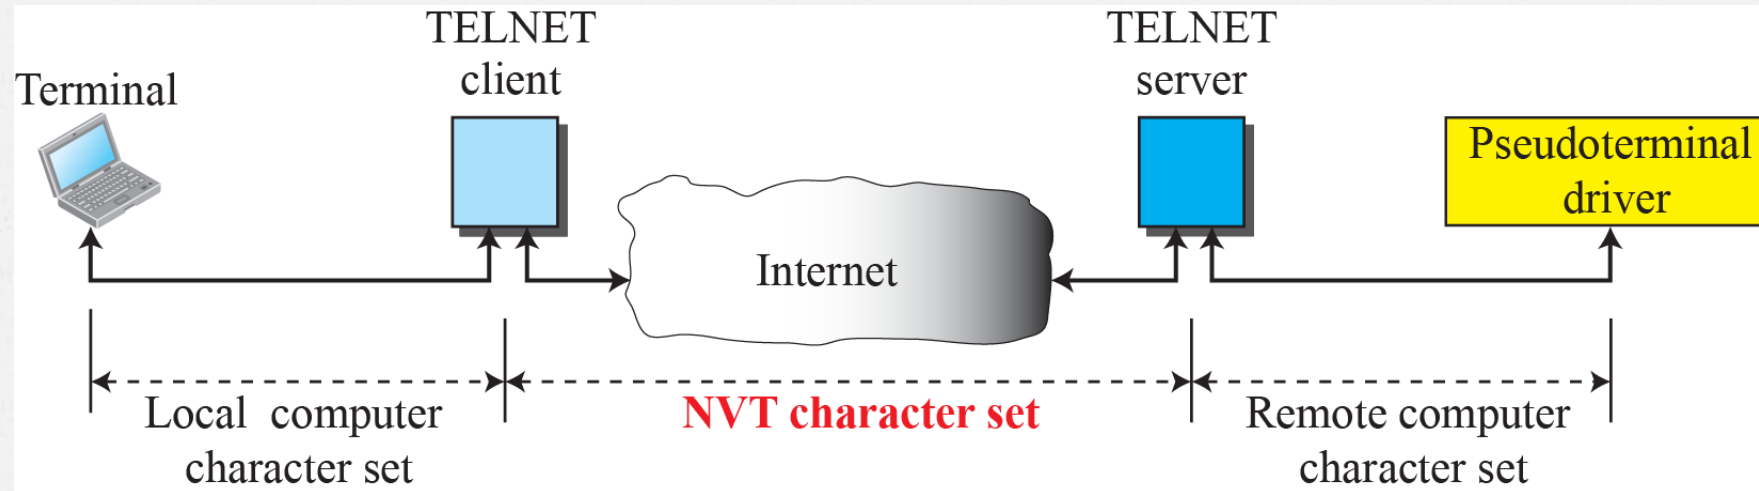 TELNET
client
TELNET
server
Terminal
Pseudoterminal
driver
Internet
Local computer
character set
NVT character set
Remote computer
character set